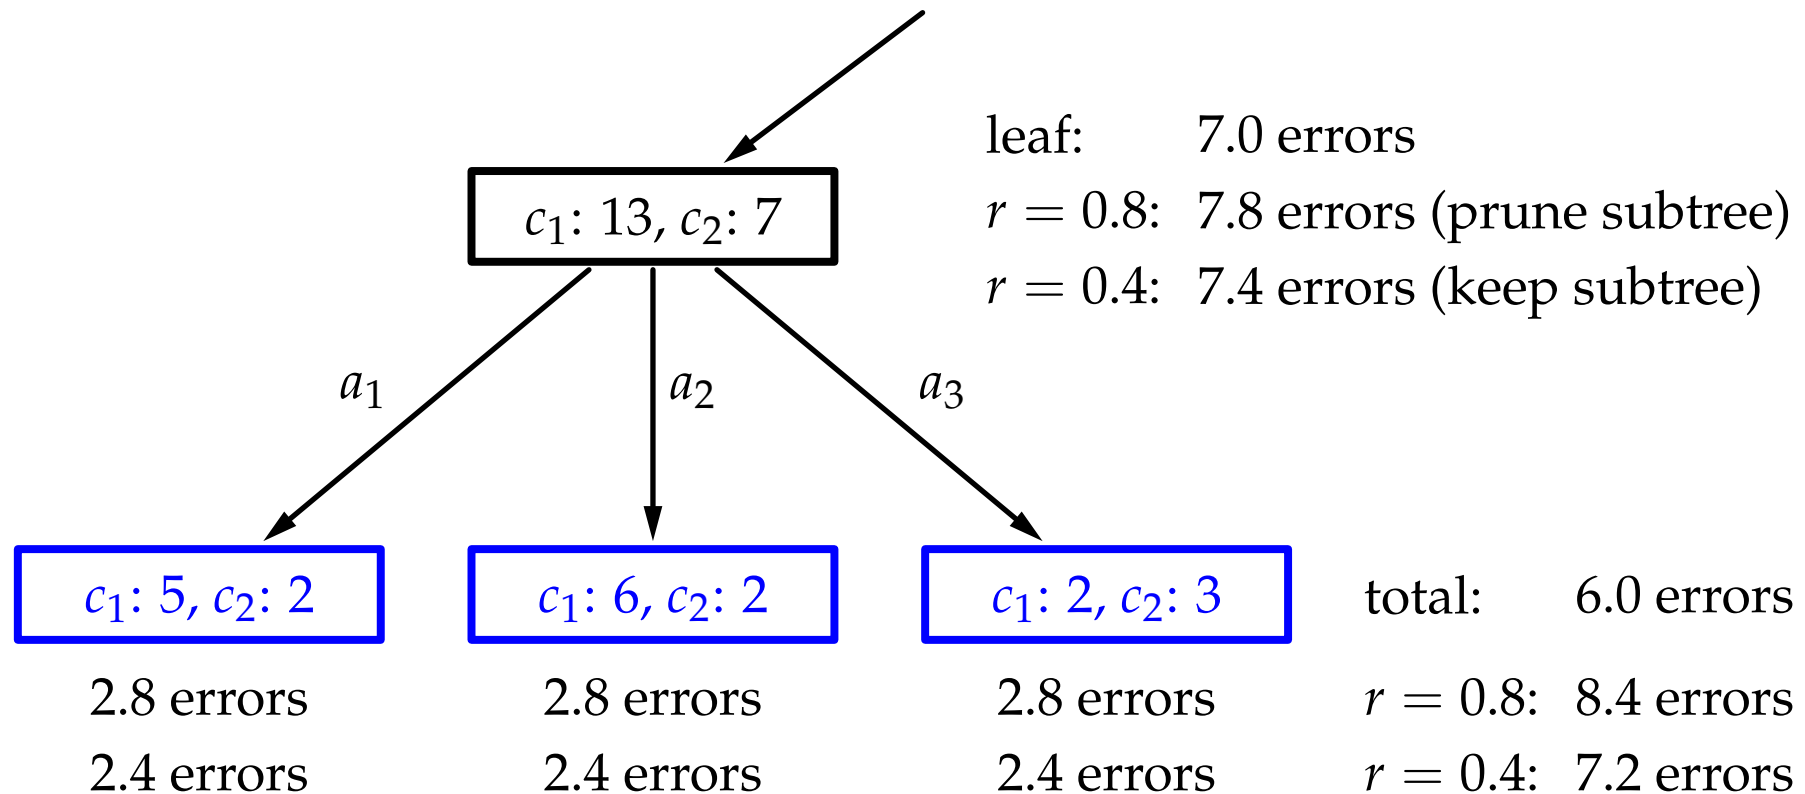 leaf: 7.0 errors
r = 0.8: 7.8 errors (prune subtree)
c₁: 13, c₂: 7
r = 0.4: 7.4 errors (keep subtree)
a₁ a₂ a₃
c₁: 5, c₂: 2 c₁: 6, c₂: 2 c₁: 2, c₂: 3 total: 6.0 errors
2.8 errors 2.8 errors 2.8 errors r = 0.8: 8.4 errors
2.4 errors 2.4 errors 2.4 errors r = 0.4: 7.2 errors